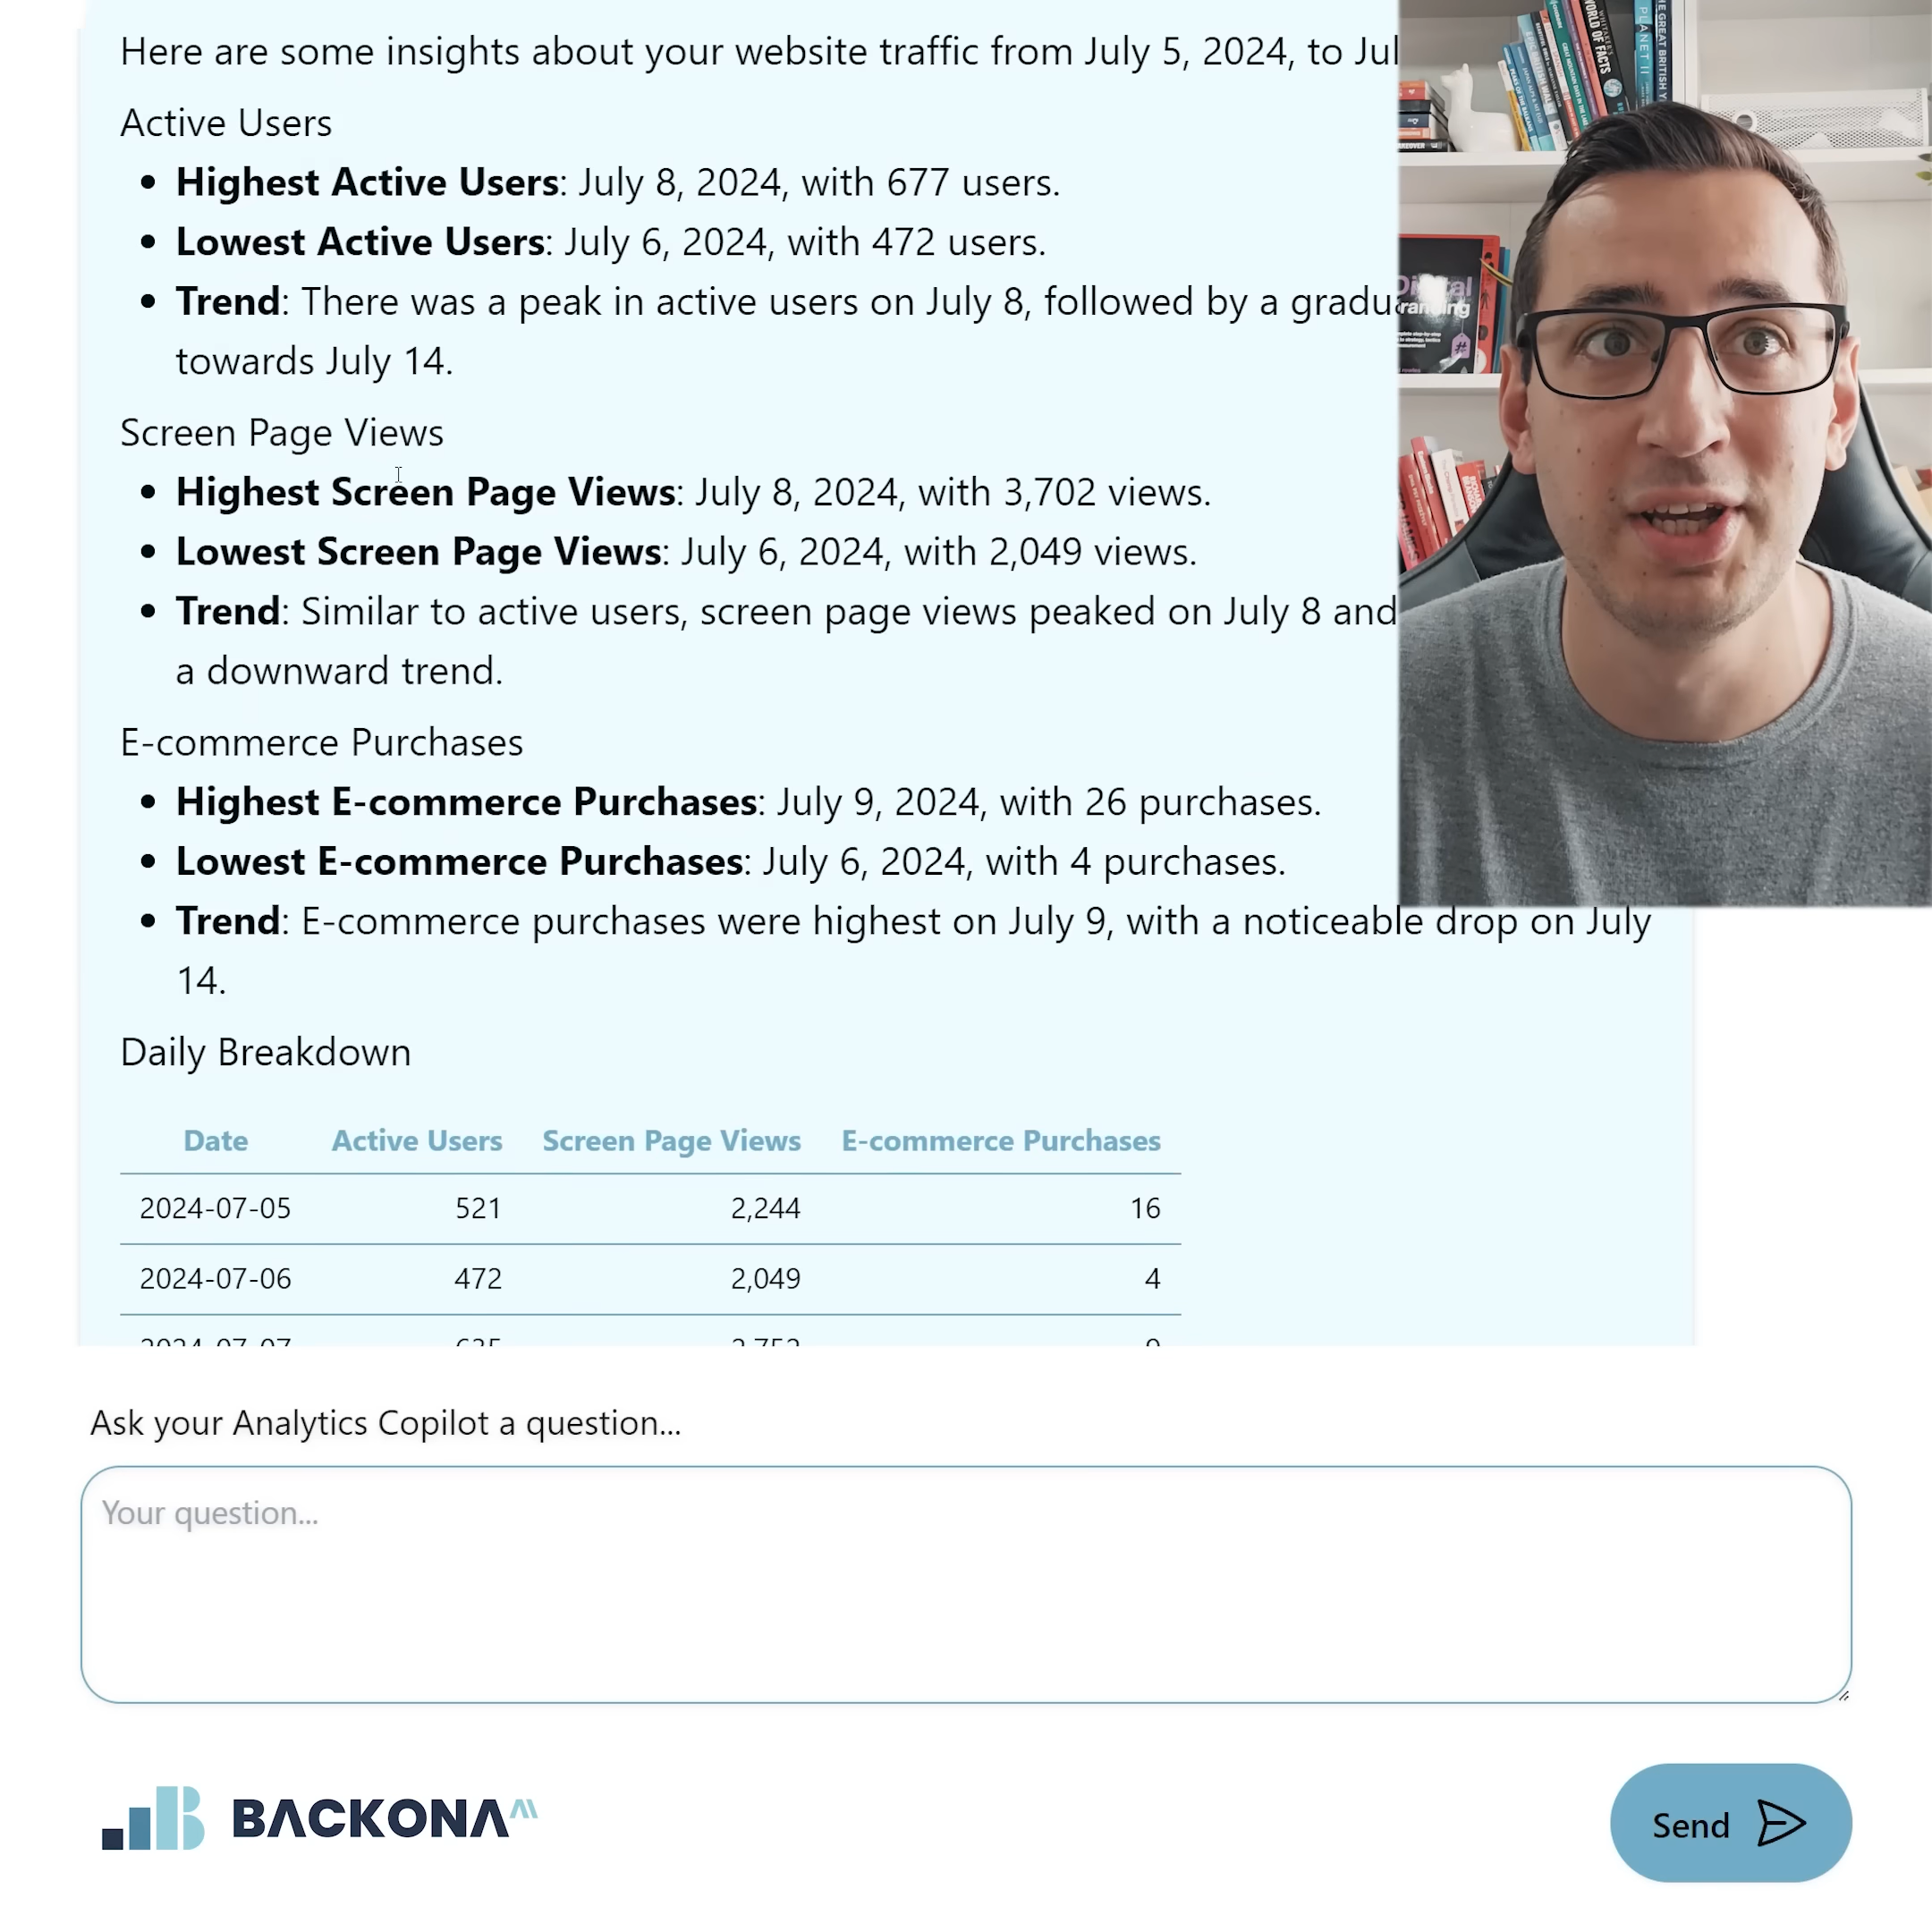 Here are some insights about your website traffic from July 5, 2024, to Jul
Active Users
• Highest Active Users: July 8, 2024, with 677 users.
• Lowest Active Users: July 6, 2024, with 472 users.
• Trend: There was a peak in active users on July 8, followed by a
towards July 14.
Screen Page Views
• Highest Screen Page Views: July 8, 2024, with 3,702 views.
• Lowest Screen Page Views: July 6, 2024, with 2,049 views.
• Trend: Similar to active users, screen page views peaked on July 8 and
a downward trend.
E-commerce Purchases
• Highest E-commerce Purchases: July 9, 2024, with 26 purchases.
• Lowest E-commerce Purchases: July 6, 2024, with 4 purchases.
• Trend: E-commerce purchases were highest on July 9, with a noticeable drop on July
14.
Daily Breakdown
Date Active Users Screen Page Views E-commerce Purchases
2024-07-05 521 2,244 16
2024-07-06 472 2,049 4
Ask your Analytics Copilot a question...
Your question...
BACKONA
Send
WORLD OF FACTS
PLANET II
THE GREAT BRITISH